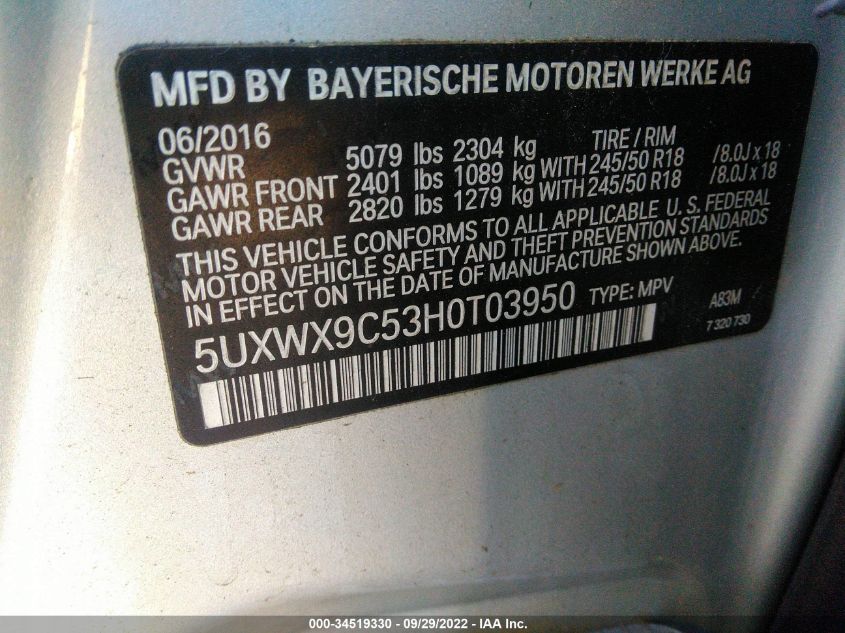 MFD BY BAYERISCHE MOTOREN WERKE AG
06/2016 TIRE / RIM
GVWR 5079 lbs 2304 kg
GAWR FRONT 2401 lbs 1089 kg WITH 245/50 R18 /8.0J x 18
GAWR REAR 2820 lbs 1279 kg WITH 245/50 R18 /8.0J x 18
THIS VEHICLE CONFORMS TO ALL APPLICABLE U. S. FEDERAL
MOTOR VEHICLE SAFETY AND THEFT PREVENTION STANDARDS
IN EFFECT ON THE DATE OF MANUFACTURE SHOWN ABOVE.
5UXWX9C53H0T03950 TYPE: MPV A83M
7 320 730
000-34519330 - 09/29/2022 - IAA Inc.